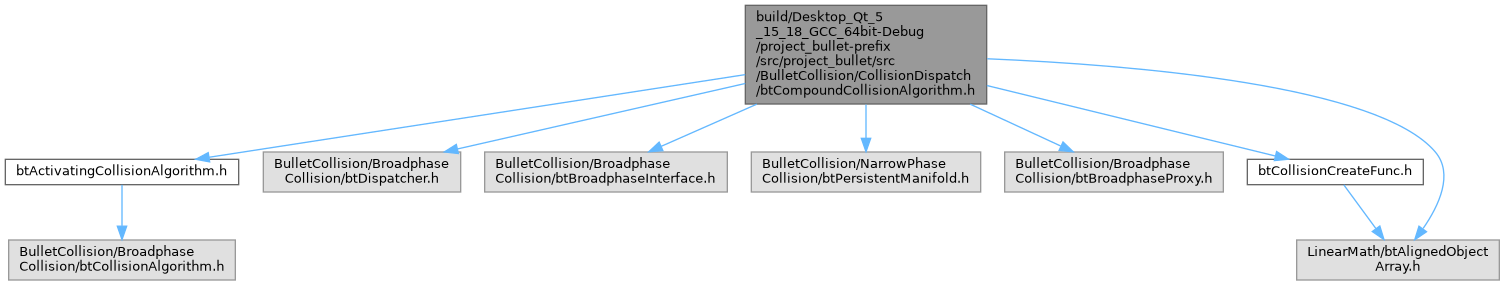 build/Desktop_Qt_5
_15_18_GCC_64bit-Debug
/project_bullet-prefix
/src/project_bullet/src
/BulletCollision/CollisionDispatch
/btCompoundCollisionAlgorithm.h
btActivatingCollisionAlgorithm.h
BulletCollision/Broadphase
Collision/btDispatcher.h
BulletCollision/Broadphase
Collision/btBroadphaseInterface.h
BulletCollision/NarrowPhase
Collision/btPersistentManifold.h
BulletCollision/Broadphase
Collision/btBroadphaseProxy.h
btCollisionCreateFunc.h
BulletCollision/Broadphase
Collision/btCollisionAlgorithm.h
LinearMath/btAlignedObject
Array.h